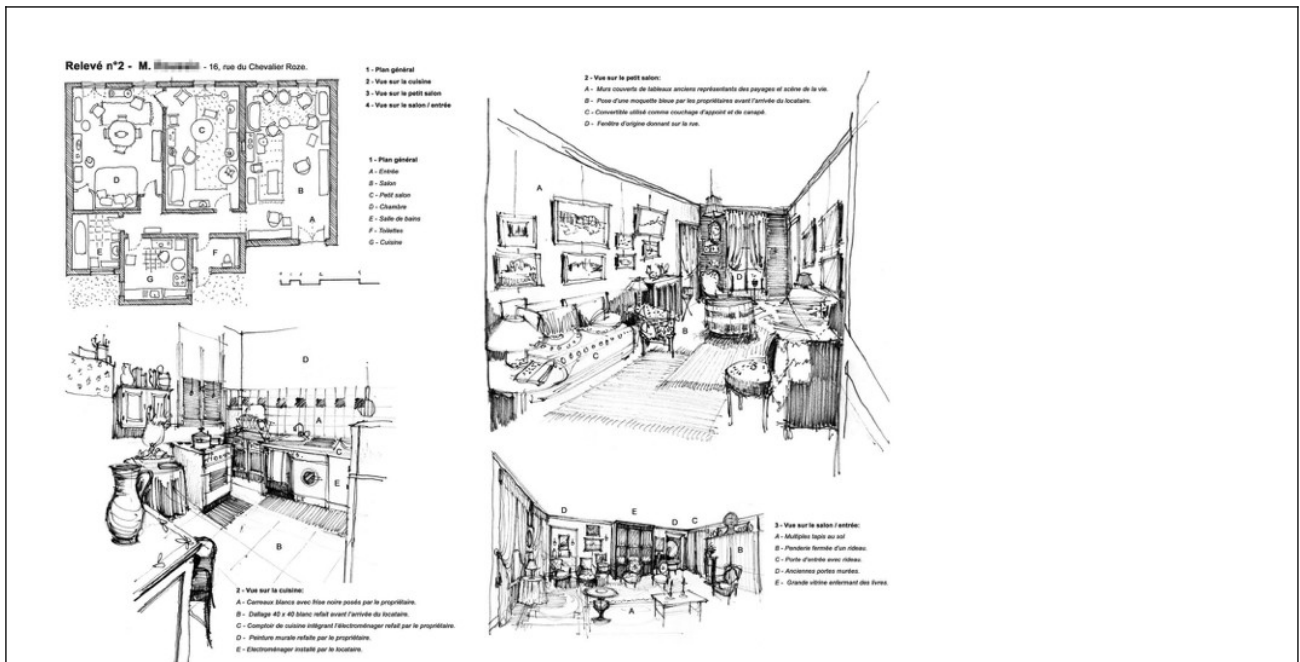 Relevé n°2 - M. - 16, rue du Chevalier Roze.
1 - Plan général
2 - Vue sur la cuisine
3 - Vue sur le petit salon
4 - Vue sur le salon / entrée
1 - Plan général
A - Entrée
B - Salon
C - Petit salon
D - Chambre
E - Salle de bains
F - Toilettes
G - Cuisine
C
D
B
A
E
F
G
2 - Vue sur le petit salon:
A - Murs couverts de tableaux anciens représentants des payages et scène de la vie.
B - Pose d'une moquette bleue par les propriétaires avant l'arrivée du locataire.
C - Convertible utilisé comme couchage d'appoint et de canapé.
D - Fenêtre d'origine donnant sur la rue.
A
D
B
C
D
A
C
E
B
2 - Vue sur la cuisine:
A - Carreaux blancs avec frise noire posés par le propriétaire.
B - Dallage 40 x 40 blanc refait avant l'arrivée du locataire.
C - Comptoir de cuisine intégrant l'électroménager refait par le propriétaire.
D - Peinture murale refaite par le propriétaire.
E - Electroménager installé par le locataire.
D
E
D
C
A
B
A
3 - Vue sur le salon / entrée:
A - Multiples tapis au sol
B - Penderie fermée d'un rideau.
C - Porte d'entrée avec rideau.
D - Anciennes portes murées.
E - Grande vitrine enfermant des livres.